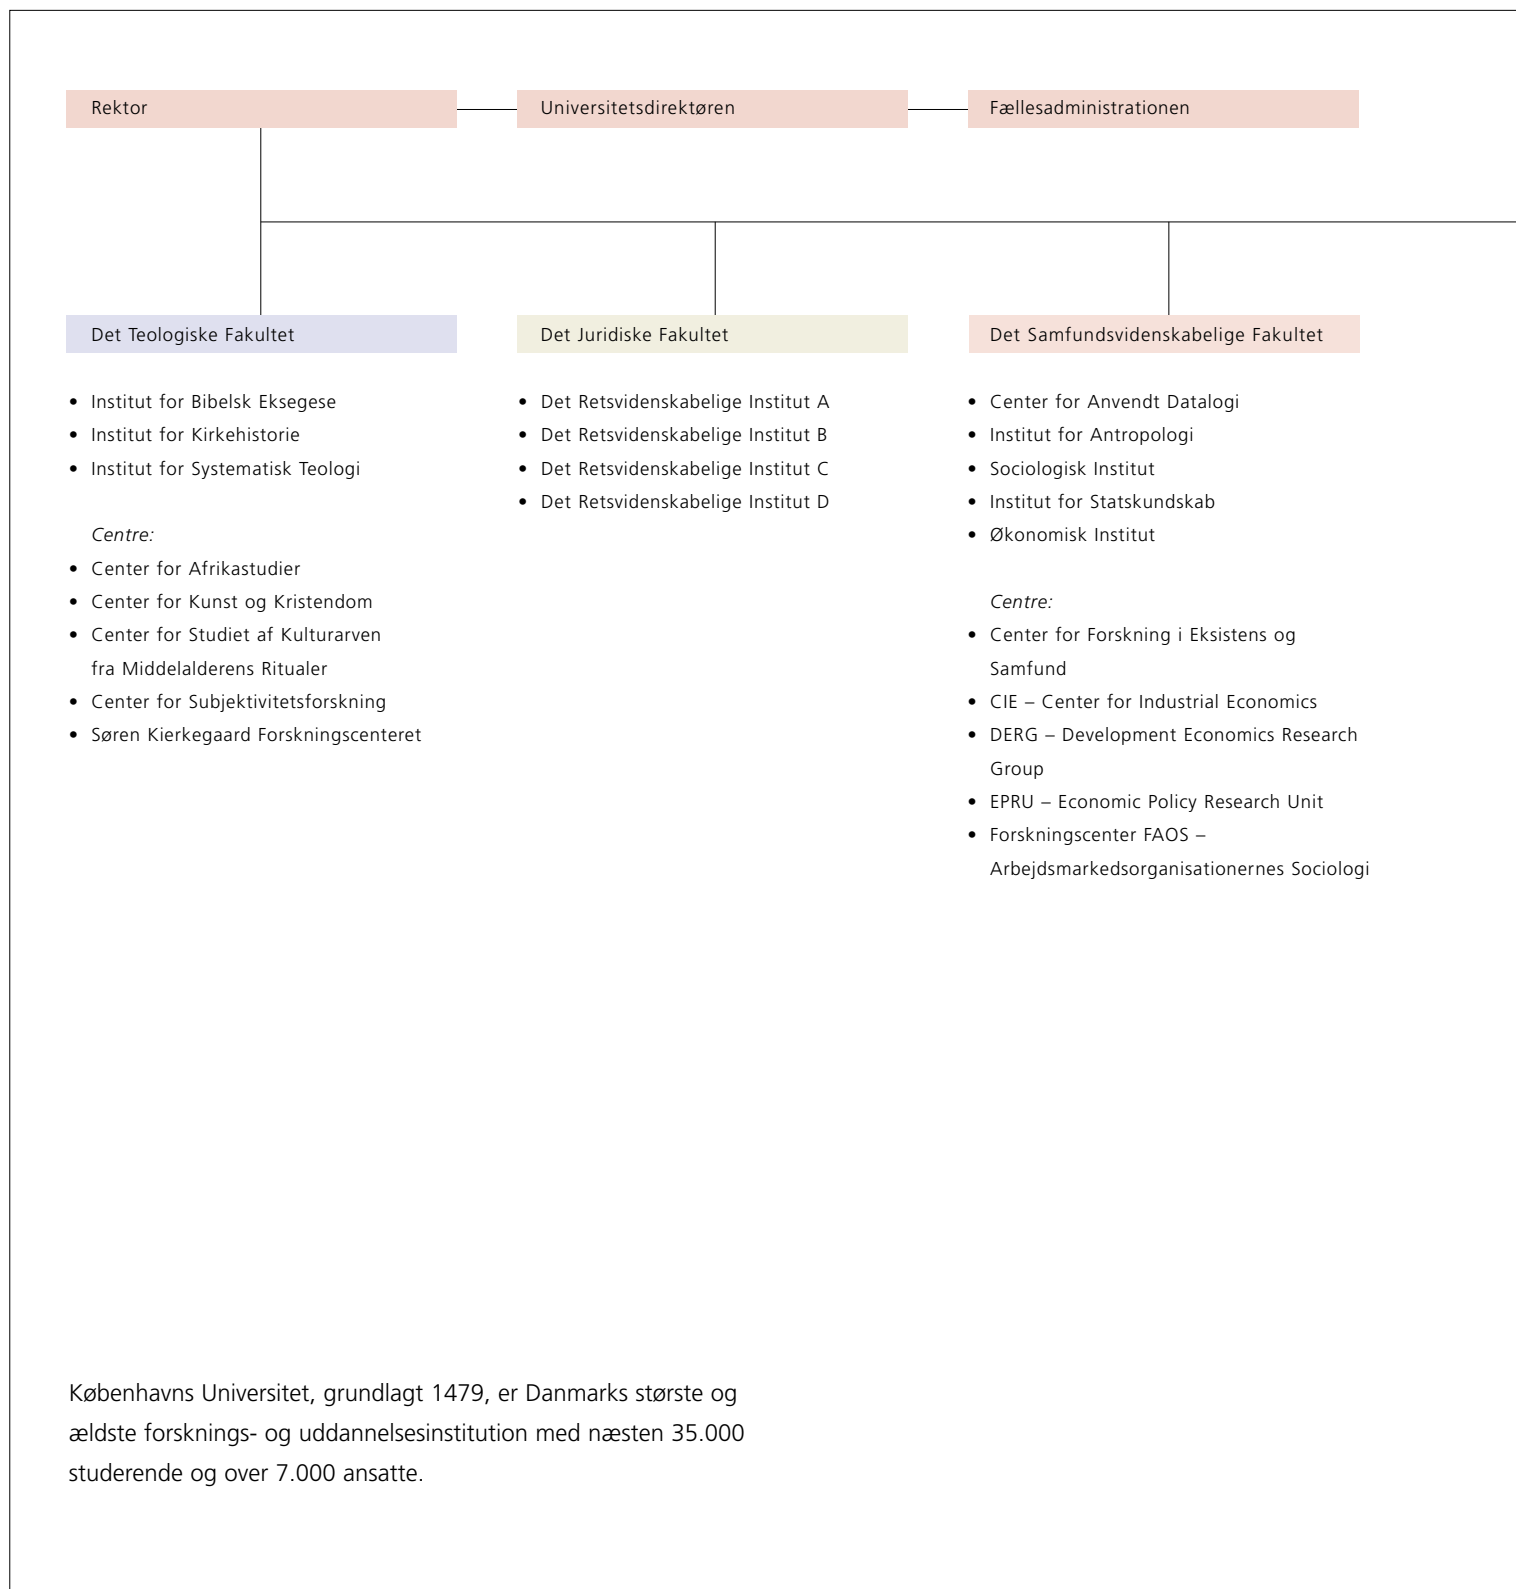 Rektor
Universitetsdirektøren
Fællesadministrationen
Det Teologiske Fakultet
• Institut for Bibelsk Eksegese
• Institut for Kirkehistorie
• Institut for Systematisk Teologi
Centre:
• Center for Afrikastudier
• Center for Kunst og Kristendom
• Center for Studiet af Kulturarven
fra Middelalderens Ritualer
• Center for Subjektivitetsforskning
• Søren Kierkegaard Forskningscenteret
Det Juridiske Fakultet
• Det Retsvidenskabelige Institut A
• Det Retsvidenskabelige Institut B
• Det Retsvidenskabelige Institut C
• Det Retsvidenskabelige Institut D
Det Samfundsvidenskabelige Fakultet
• Center for Anvendt Datalogi
• Institut for Antropologi
• Sociologisk Institut
• Institut for Statskundskab
• Økonomisk Institut
Centre:
• Center for Forskning i Eksistens og
Samfund
• CIE – Center for Industrial Economics
• DERG – Development Economics Research
Group
• EPRU – Economic Policy Research Unit
• Forskningscenter FAOS –
Arbejdsmarkedsorganisationernes Sociologi
Københavns Universitet, grundlagt 1479, er Danmarks største og
ældste forsknings- og uddannelsesinstitution med næsten 35.000
studerende og over 7.000 ansatte.